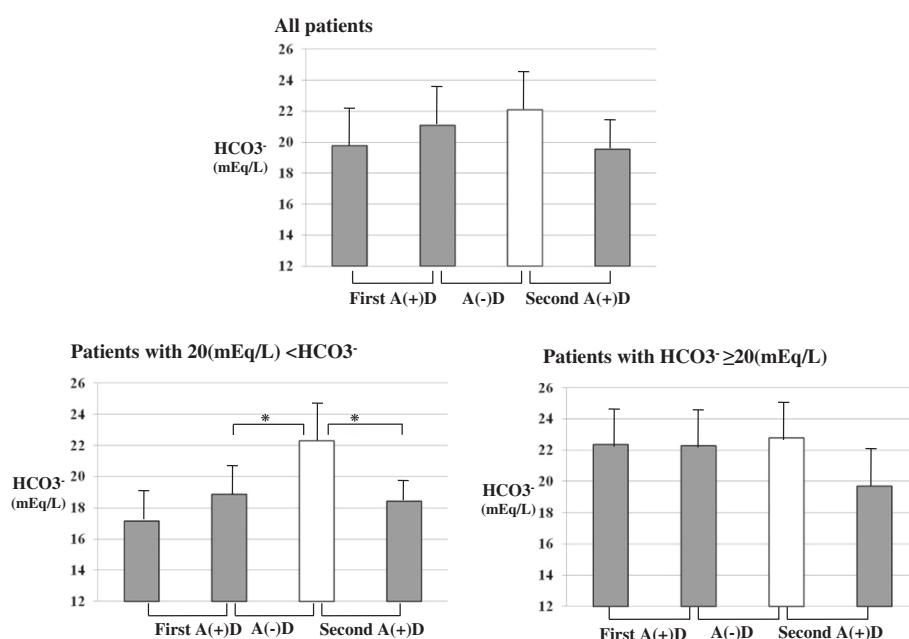 All patients
26
24
22
20
18
16
14
12
HCO3-
(mEq/L)
First A(+)D A(-)D Second A(+)D
Patients with 20(mEq/L) <HCO3-
26
24
22
20
18
16
14
12
HCO3-
(mEq/L)
* *
First A(+)D A(-)D Second A(+)D
Patients with HCO3- ≥20(mEq/L)
26
24
22
20
18
16
14
12
HCO3-
(mEq/L)
First A(+)D A(-)D Second A(+)D